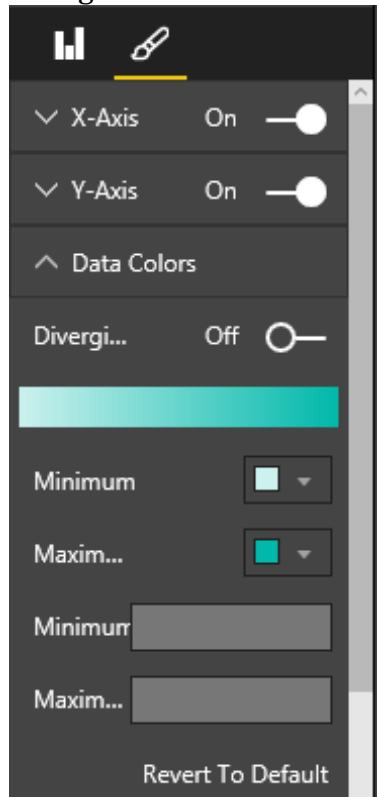 X-Axis On
Y-Axis On
Data Colors
Divergi... Off
Minimum
Maxim...
Minimum
Maxim...
Revert To Default